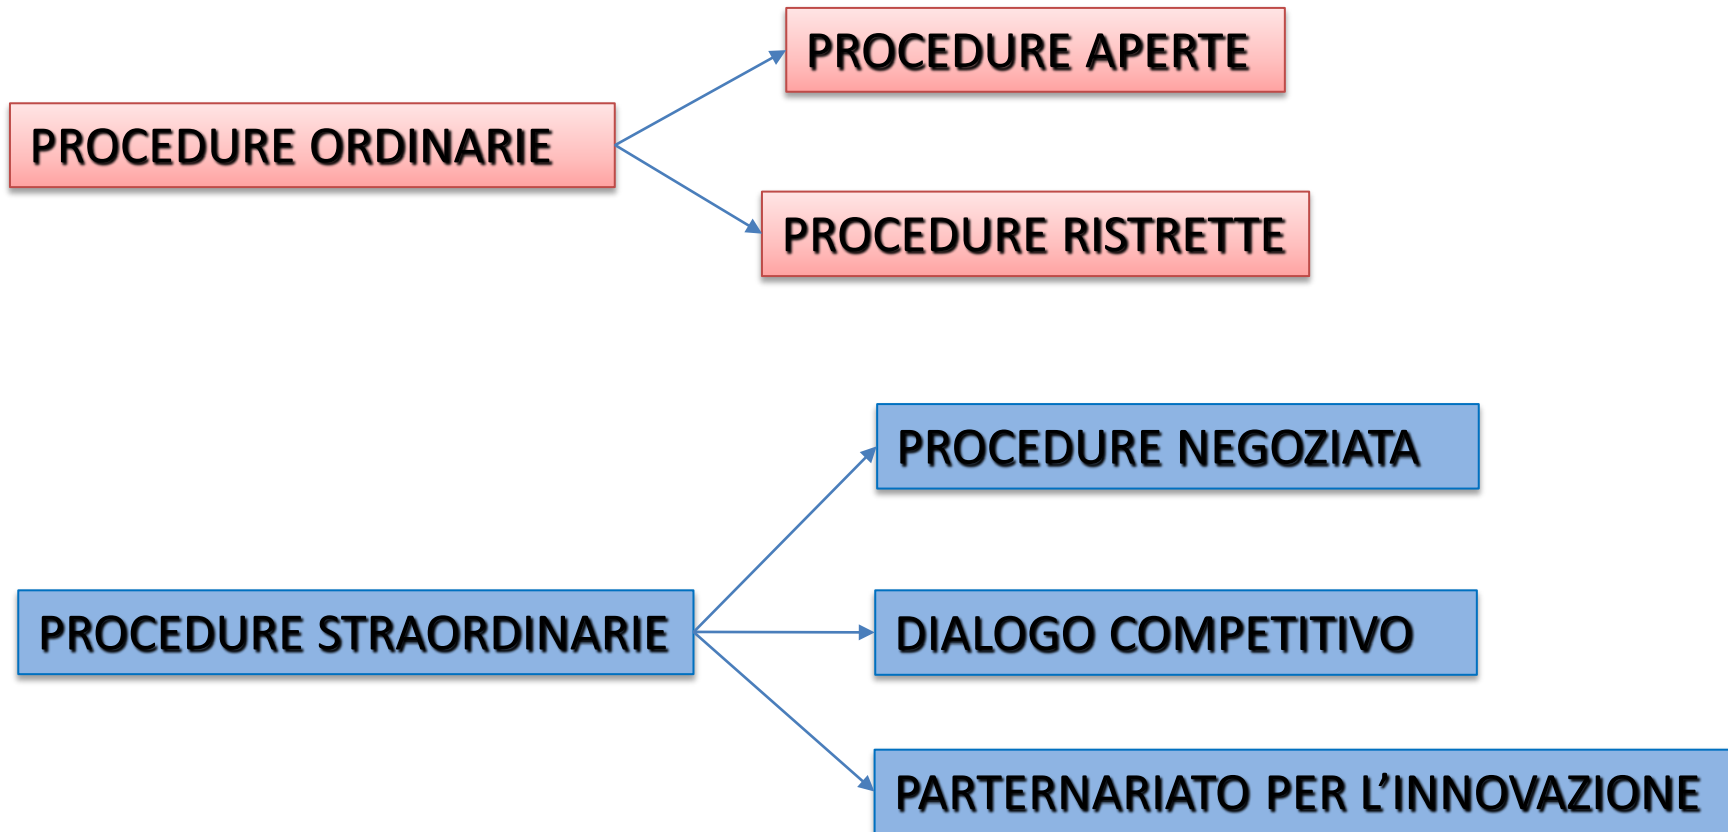 PROCEDURE APERTE
PROCEDURE ORDINARIE
PROCEDURE RISTRETTE
PROCEDURE NEGOZIATA
PROCEDURE STRAORDINARIE
DIALOGO COMPETITIVO
PARTERNARIATO PER L’INNOVAZIONE